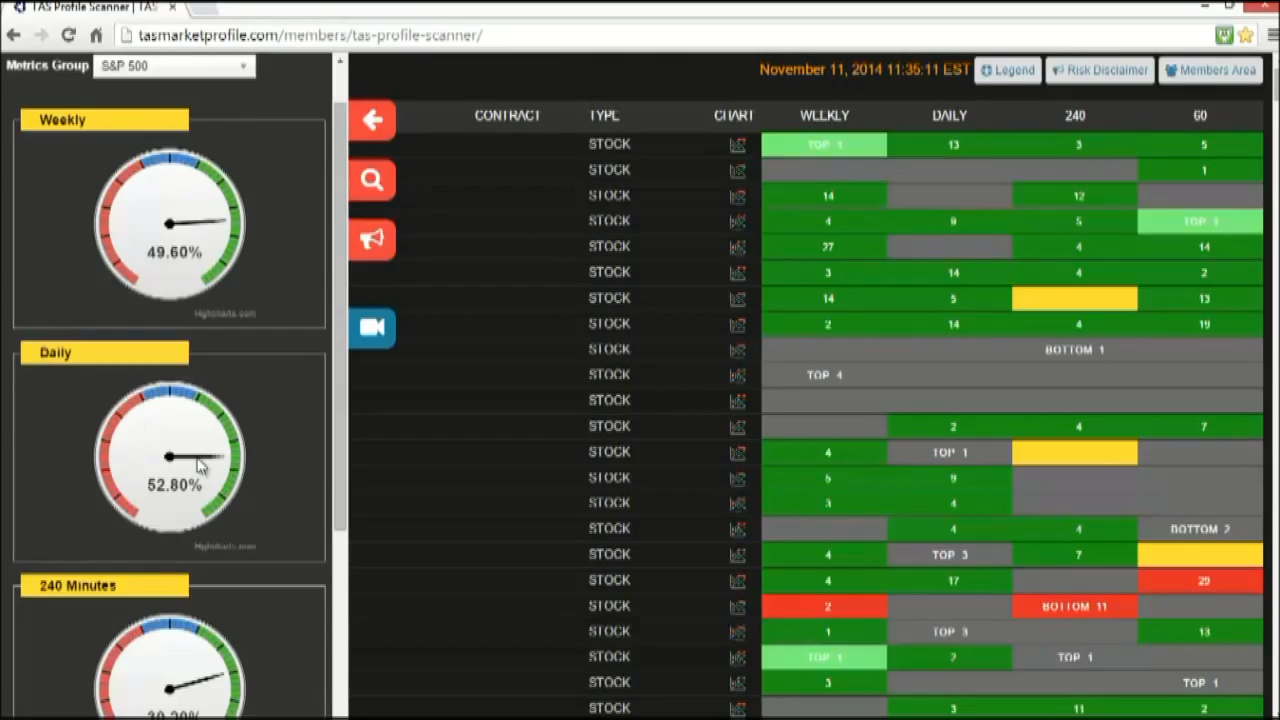 TAS Profile Scanner | TAS
tasmarketprofile.com/members/tas-profile-scanner/
Metrics Group S&P 500
November 11, 2014 11:35:11 EST Legend Risk Disclaimer Members Area
Weekly
49.60%
Highcharts.com
Daily
52.80%
Highcharts.com
240 Minutes
CONTRACT TYPE CHART WEEKLY DAILY 240 60
STOCK TOP 1 13 3 5
STOCK 1
STOCK 14 12
STOCK 4 9 5 TOP
STOCK 27 4 14
STOCK 3 14 4 2
STOCK 14 5 13
STOCK 2 14 4 19
STOCK BOTTOM 1
STOCK TOP 4
STOCK
STOCK 2 4 7
STOCK 4 TOP 1
STOCK 5
STOCK 3 4
STOCK 4 4 BOTTOM 2
STOCK 4 TOP 3 7
STOCK 4 17 29
STOCK 2 BOTTOM 11
STOCK 1 TOP 3 13
STOCK TOP 1 2 TOP 1
STOCK 3 TOP 1
STOCK 3 11 2